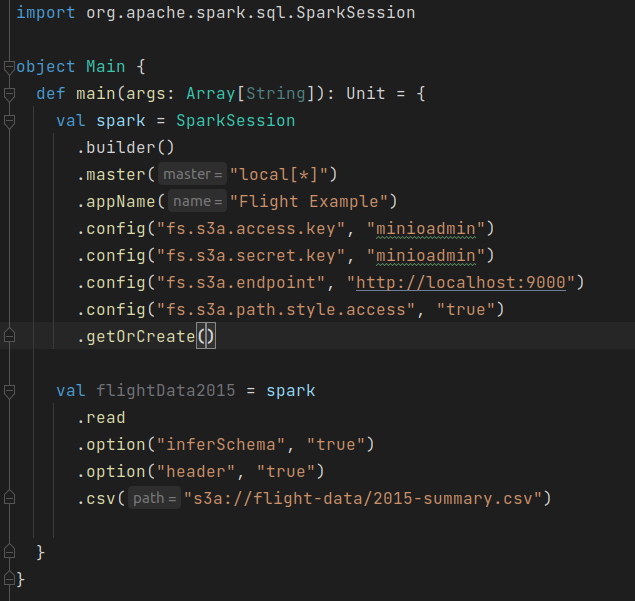 import org.apache.spark.sql.SparkSession
object Main {
def main(args: Array[String]): Unit = {
val spark = SparkSession
.builder()
.master( master = "local[*]")
.appName( name = "Flight Example")
.config("fs.s3a.access.key", "minioadmin")
.config("fs.s3a.secret.key", "minioadmin")
.config("fs.s3a.endpoint", "http://localhost:9000")
.config("fs.s3a.path.style.access", "true")
.getOrCreate()
val flightData2015 = spark
.read
.option("inferSchema", "true")
.option("header", "true")
.csv( path = "s3a://flight-data/2015-summary.csv")
}
}